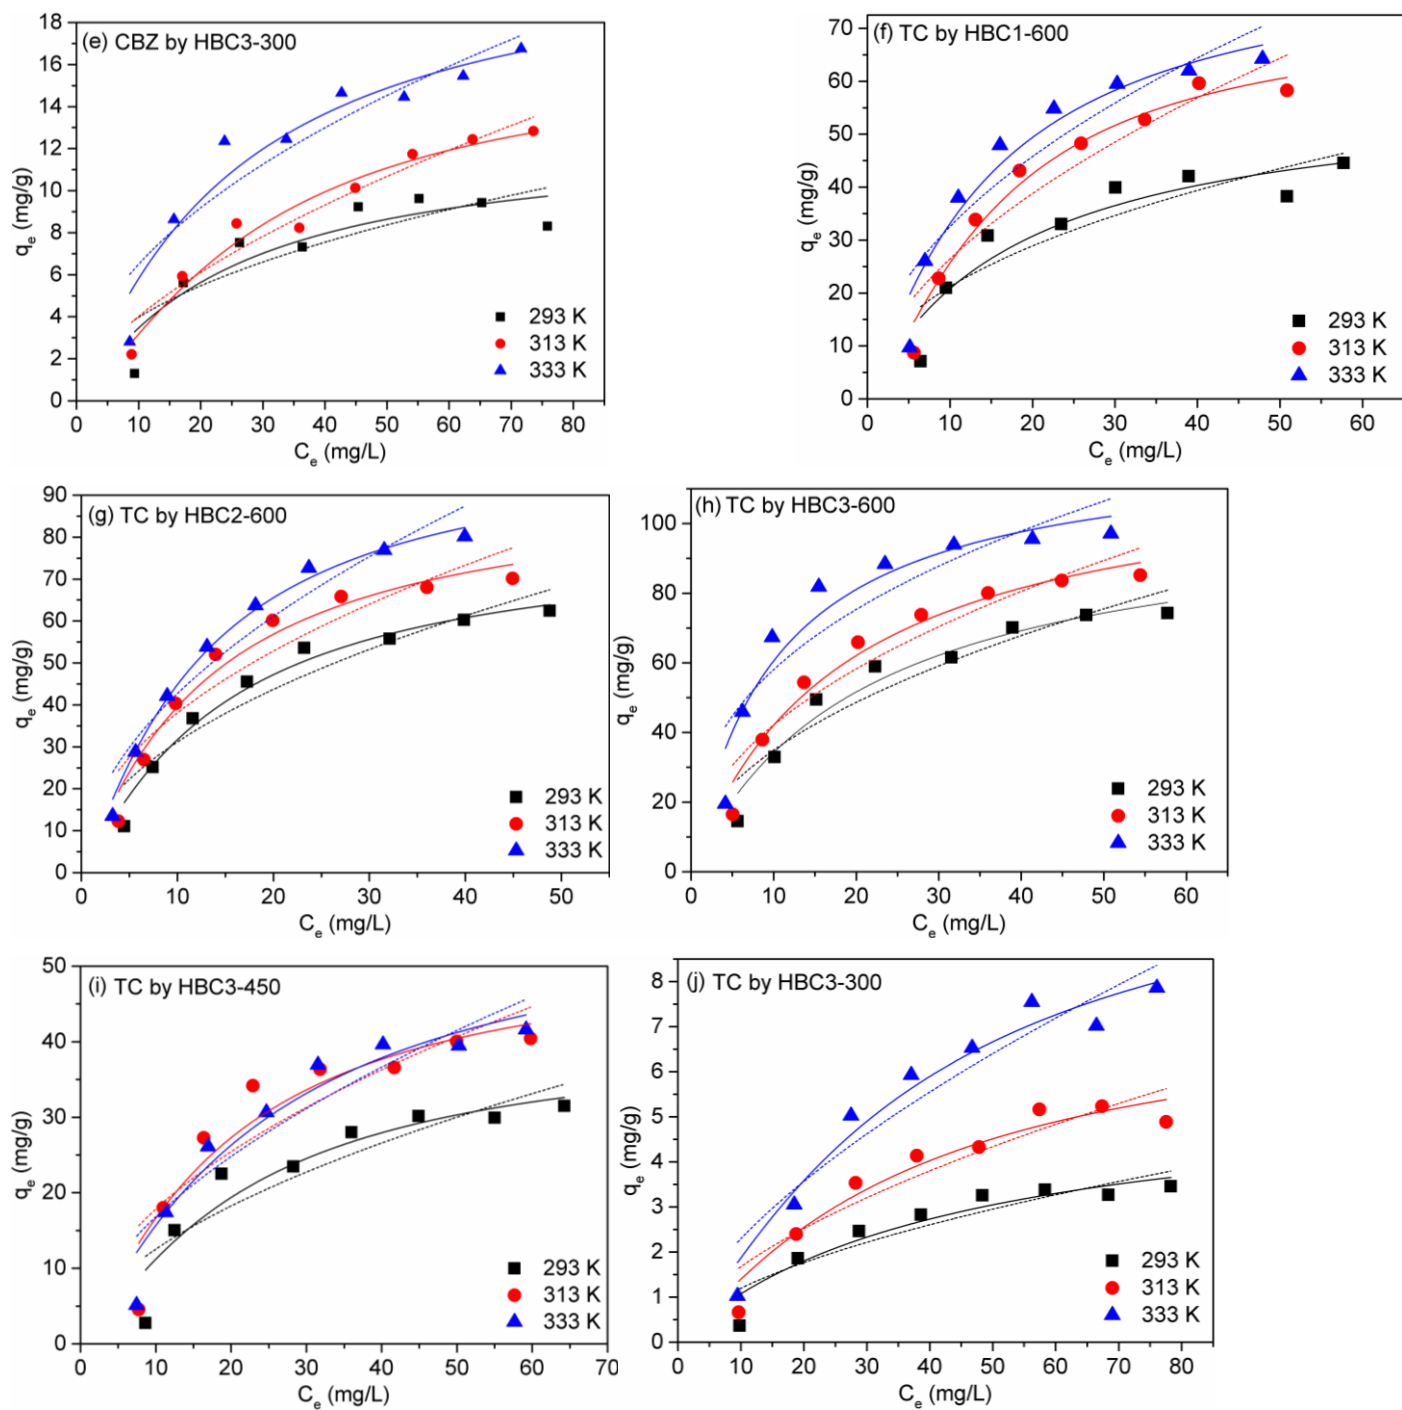 (e) CBZ by HBC3-300
18
16
14
12
10
8
6
4
2
0
qe (mg/g)
293 K
313 K
333 K
0 10 20 30 40 50 60 70 80
Ce (mg/L)
(f) TC by HBC1-600
70
60
50
40
30
20
10
0
qe (mg/g)
293 K
313 K
333 K
0 10 20 30 40 50 60
Ce (mg/L)
(g) TC by HBC2-600
90
80
70
60
50
40
30
20
10
0
qe (mg/g)
293 K
313 K
333 K
0 10 20 30 40 50
Ce (mg/L)
(h) TC by HBC3-600
100
80
60
40
20
0
qe (mg/g)
293 K
313 K
333 K
0 10 20 30 40 50 60
Ce (mg/L)
(i) TC by HBC3-450
50
40
30
20
10
0
qe (mg/g)
293 K
313 K
333 K
0 10 20 30 40 50 60 70
Ce (mg/L)
(j) TC by HBC3-300
8
7
6
5
4
3
2
1
0
qe (mg/g)
293 K
313 K
333 K
0 10 20 30 40 50 60 70 80
Ce (mg/L)